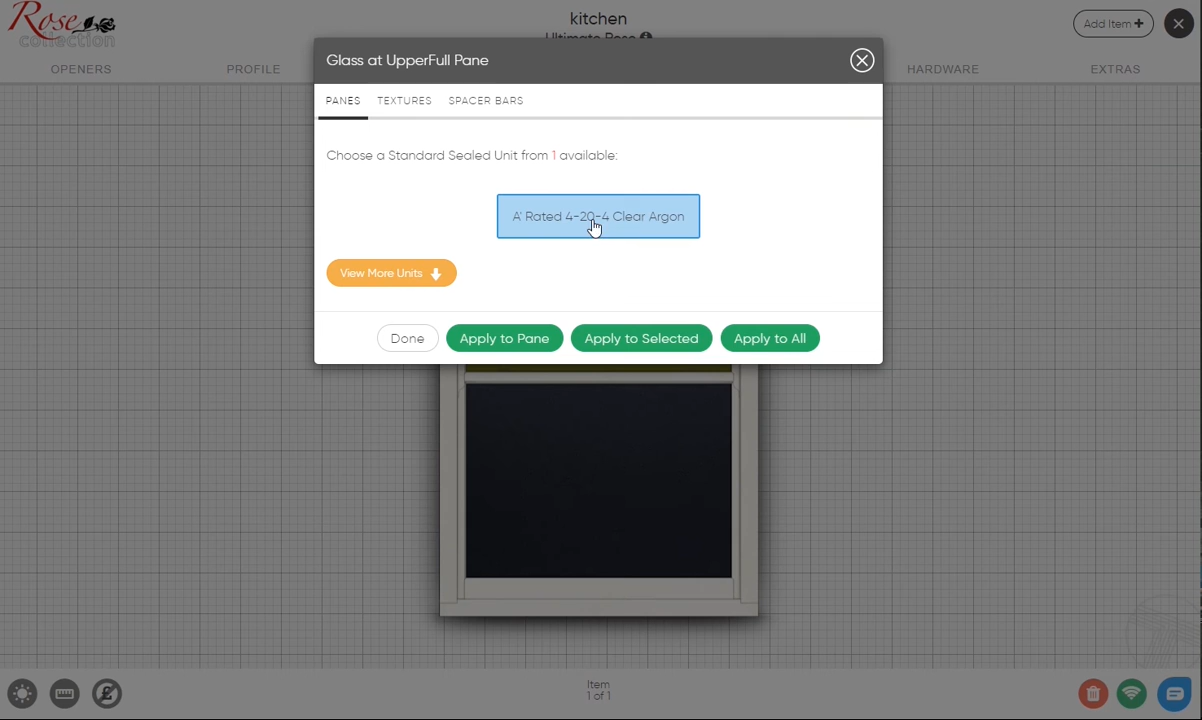 Rose
collection
kitchen
Ultimate Rose
Add Item +
OPENERS
PROFILE
HARDWARE
EXTRAS
Glass at UpperFull Pane
PANES
TEXTURES
SPACER BARS
Choose a Standard Sealed Unit from 1 available:
A' Rated 4-20-4 Clear Argon
View More Units
Done
Apply to Pane
Apply to Selected
Apply to All
Item
1 of 1